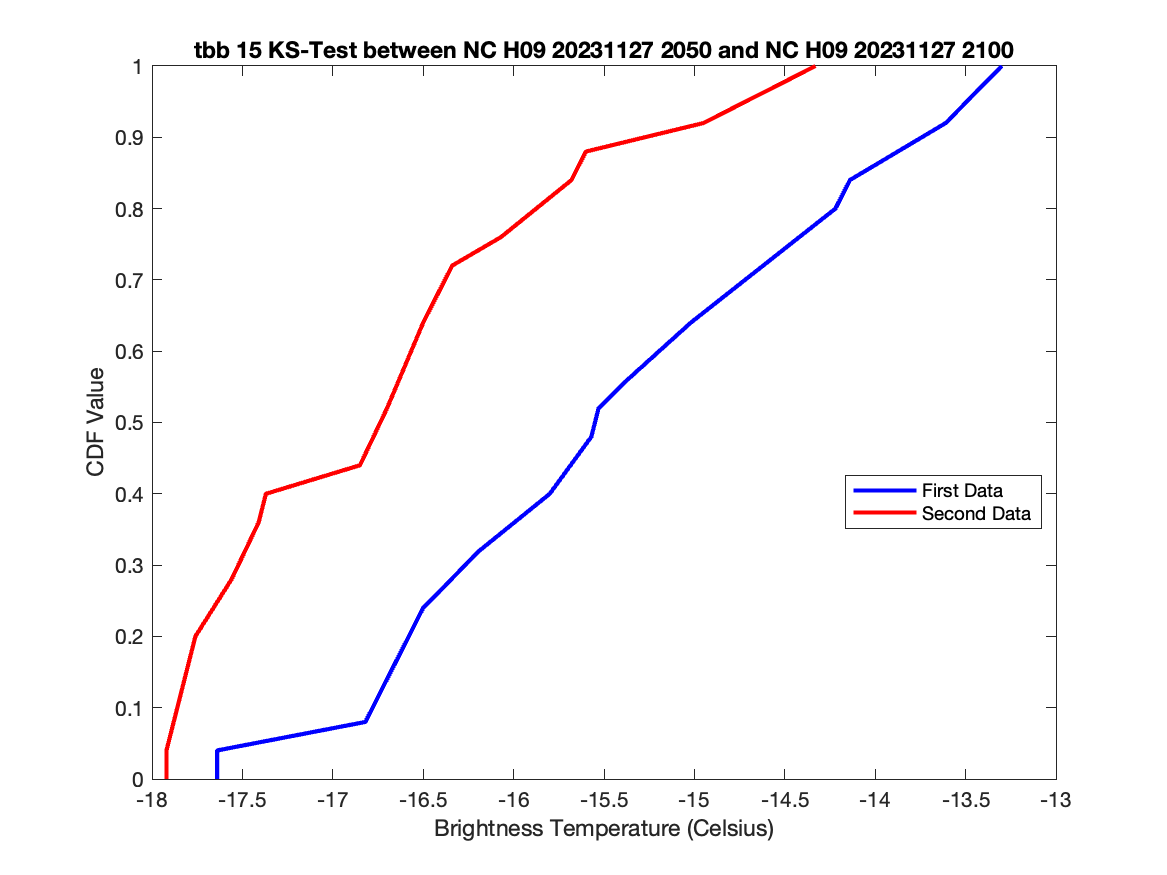 tbb 15 KS-Test between NC H09 20231127 2050 and NC H09 20231127 2100
1
0.9
0.8
0.7
0.6
0.5
0.4
0.3
0.2
0.1
0
CDF Value
First Data
Second Data
-18 -17.5 -17 -16.5 -16 -15.5 -15 -14.5 -14 -13.5 -13
Brightness Temperature (Celsius)